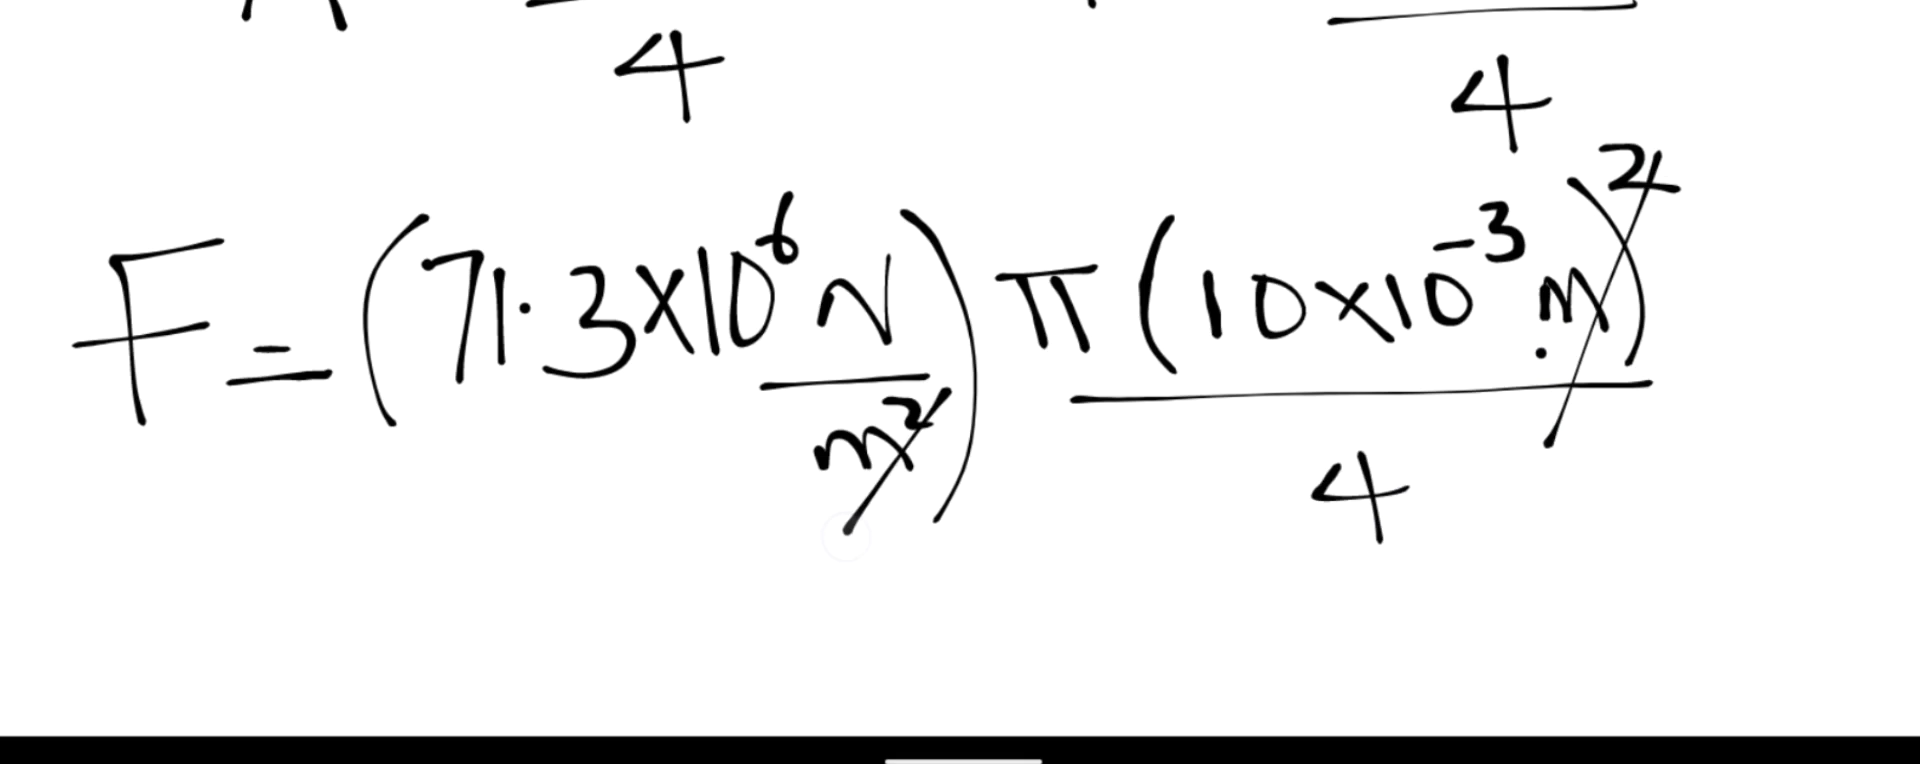 4 4
F = (71.3×10⁶ N/m²) π(10×10⁻³ m)²/4